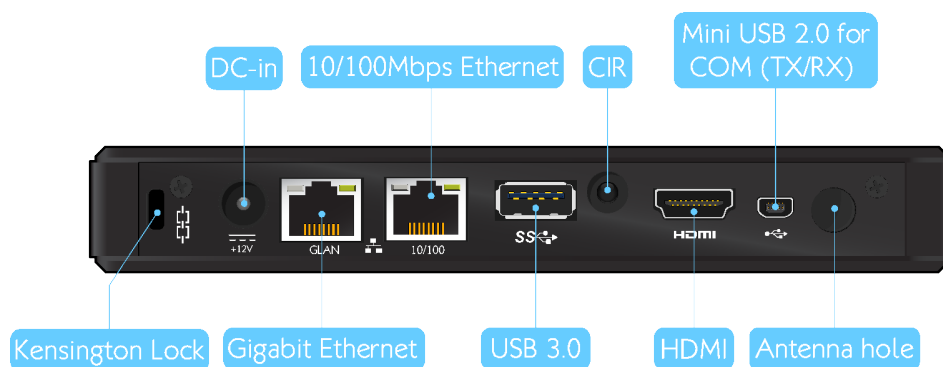 Mini USB 2.0 for
COM (TX/RX)
DC-in
10/100Mbps Ethernet
CIR
+12V
GLAN
10/100
SS
HDMI
Kensington Lock
Gigabit Ethernet
USB 3.0
HDMI
Antenna hole